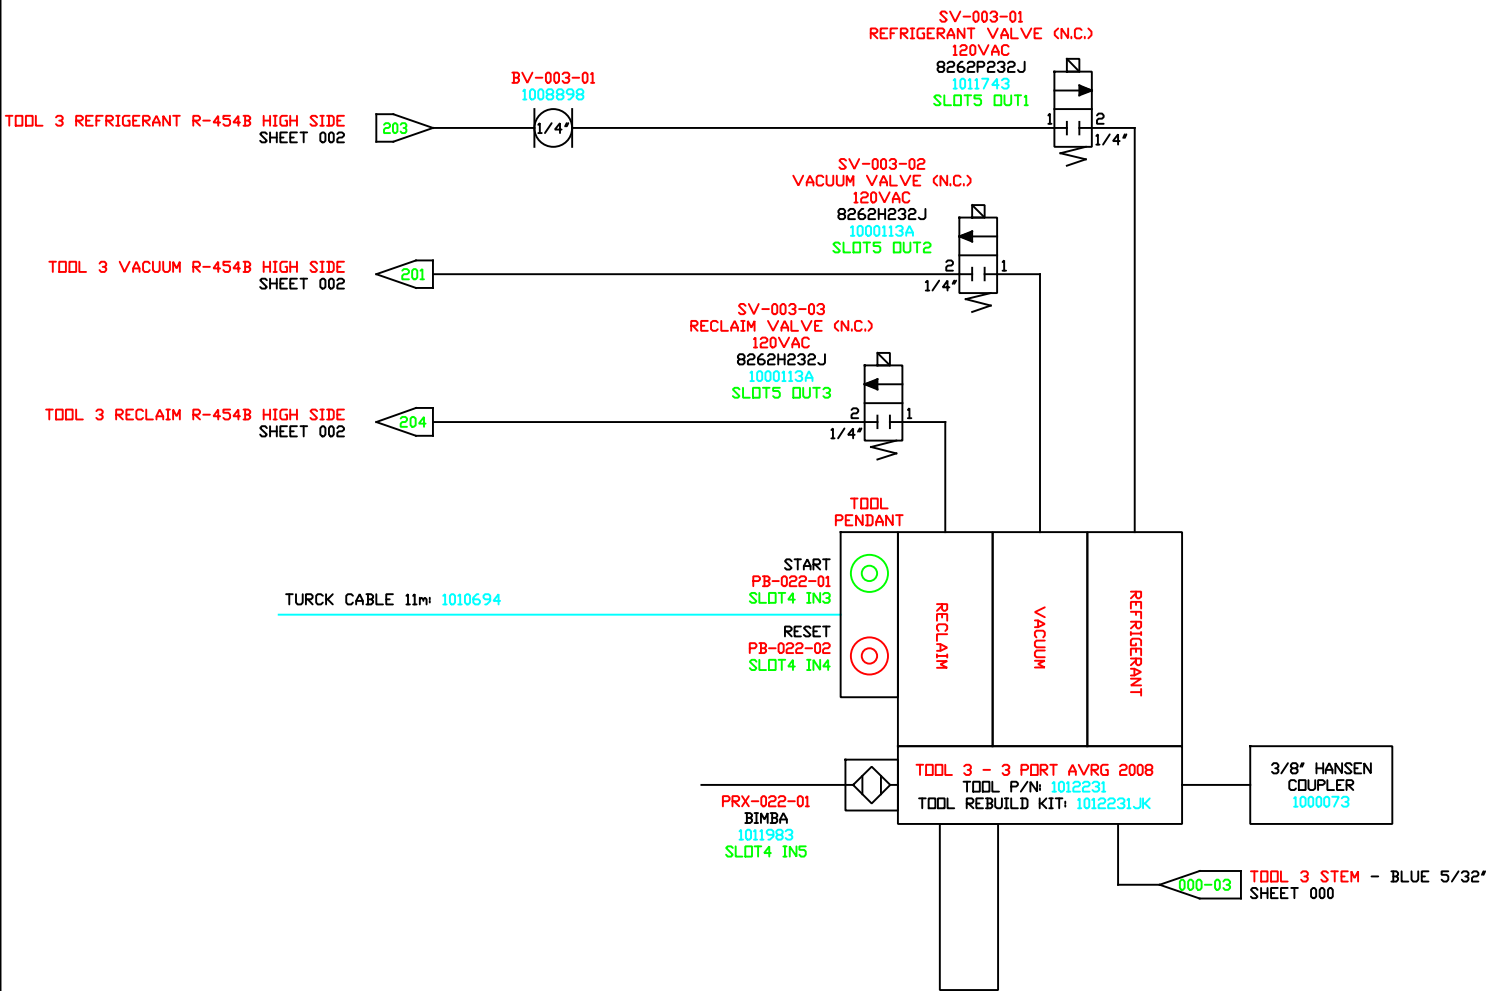 SV-003-01
REFRIGERANT VALVE (N.C.)
120VAC
8262P232J
1011743
SLOT5 OUT1
BV-003-01
1008898
TOOL 3 REFRIGERANT R-454B HIGH SIDE
SHEET 002
203
1/4"
1
2
1/4"
SV-003-02
VACUUM VALVE (N.C.)
120VAC
8262H232J
1000113A
SLOT5 OUT2
TOOL 3 VACUUM R-454B HIGH SIDE
SHEET 002
201
2
1
1/4"
SV-003-03
RECLAIM VALVE (N.C.)
120VAC
8262H232J
1000113A
SLOT5 OUT3
TOOL 3 RECLAIM R-454B HIGH SIDE
SHEET 002
204
2
1
1/4"
TOOL
PENDANT
START
PB-022-01
SLOT4 IN3
TURCK CABLE 11m: 1010694
RESET
PB-022-02
SLOT4 IN4
RECLAIM
VACUUM
REFRIGERANT
TOOL 3 - 3 PORT AVRG 2008
TOOL P/N: 1012231
TOOL REBUILD KIT: 1012231JK
3/8" HANSEN
COUPLER
1000073
PRX-022-01
BIMBA
1011983
SLOT4 IN5
000-03
TOOL 3 STEM - BLUE 5/32"
SHEET 000